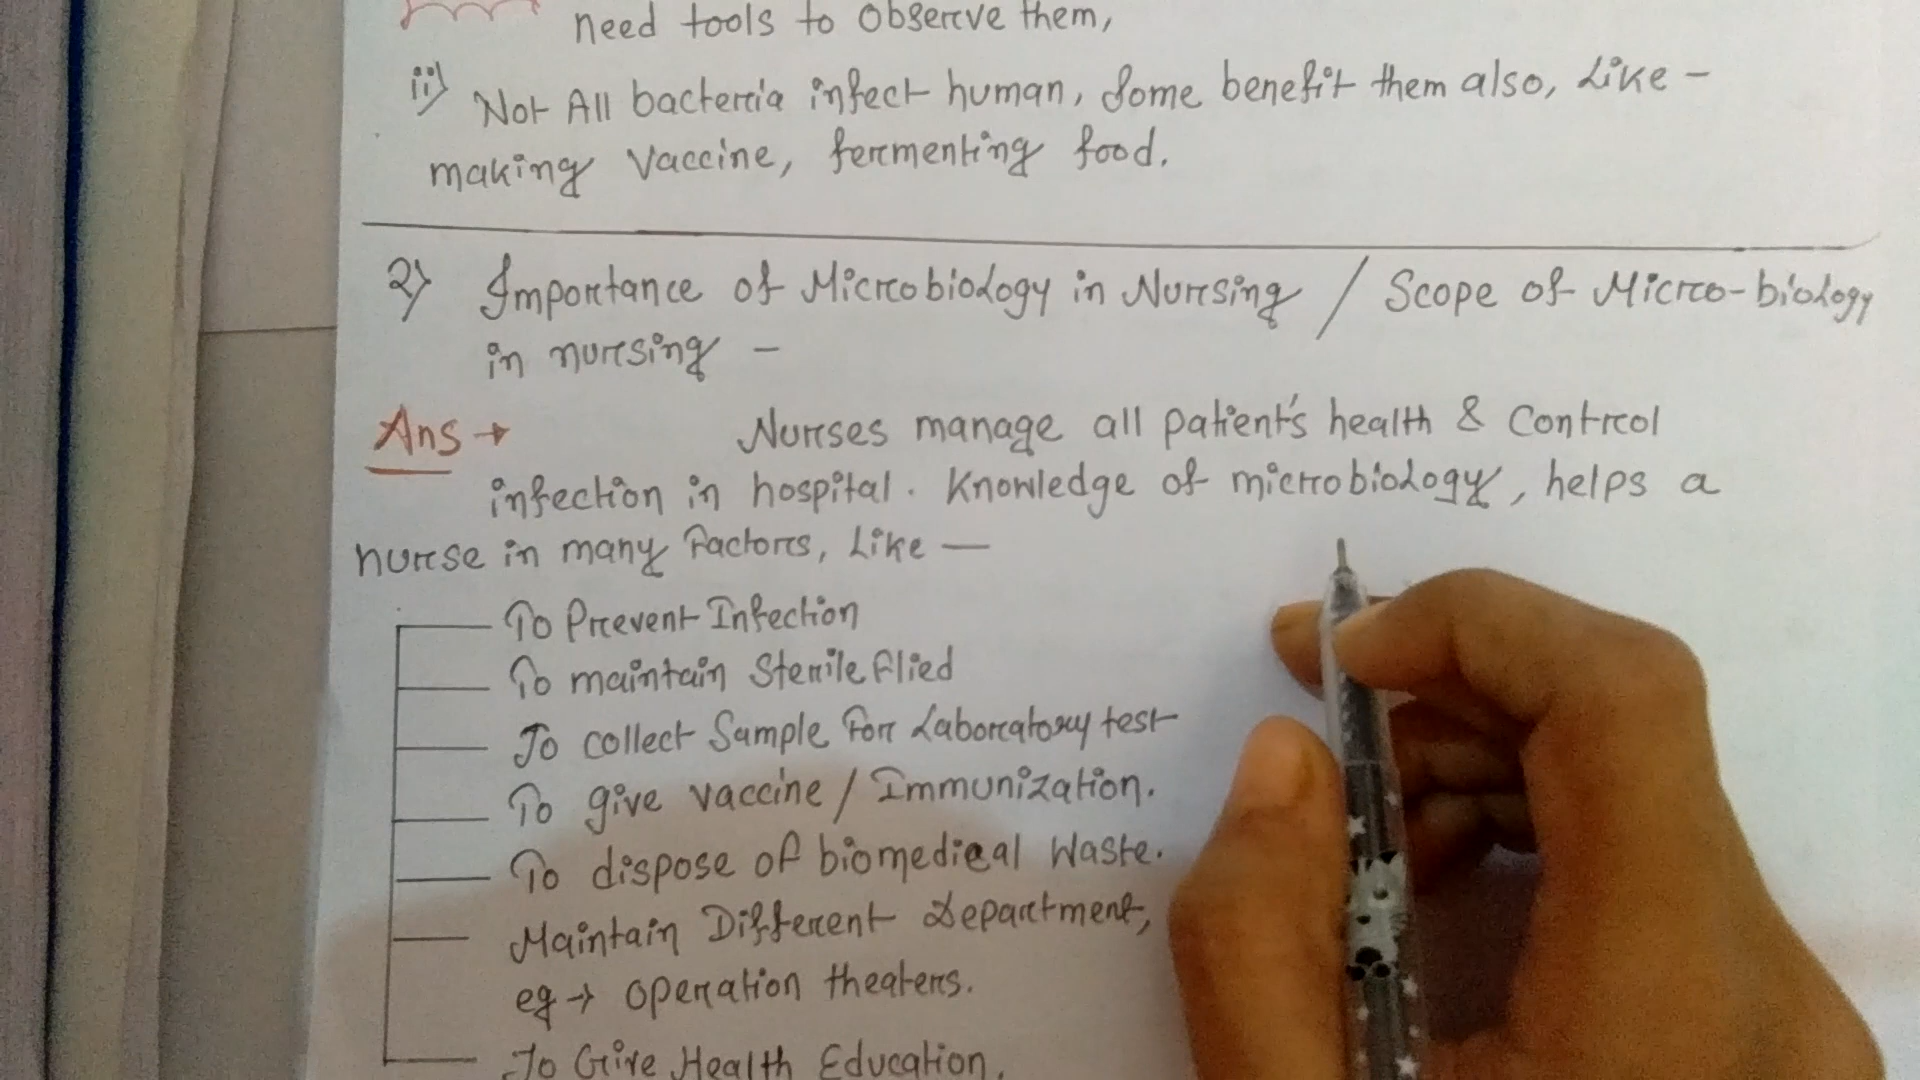 need tools to Observe them,
ii) Not All bacteria infect human, Some benefit them also, Like -
making Vaccine, fermenting food.
2) Importance of Microbiology in Nursing / Scope of Micro-biology
in nursing -
Ans → Nurses manage all patient's health & Control
infection in hospital. Knowledge of microbiology, helps a
nurse in many Factors, Like —
To Prevent Infection
To maintain Sterile Flied
To collect Sample For Laboratory test
To give vaccine / Immunization.
To dispose of biomedical Waste.
Maintain Different Department,
eg → Operation theaters.
To Give Health Education.